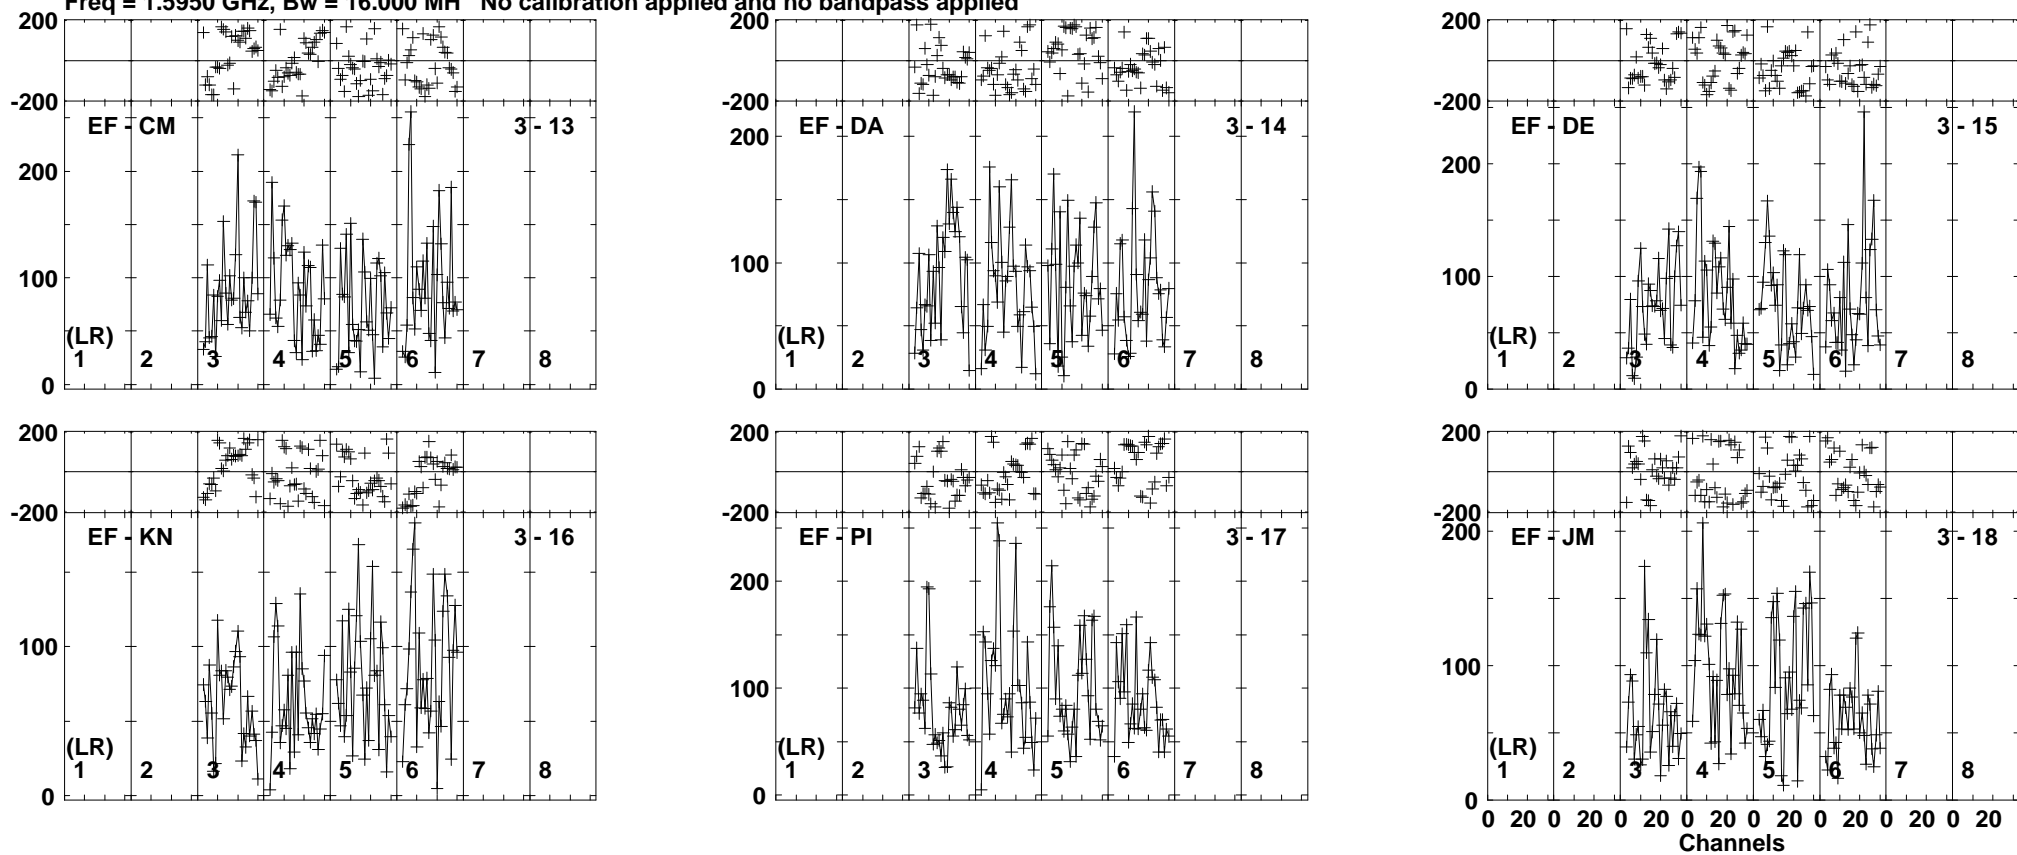 Freq = 1.5950 GHz, Bw = 16.000 MH No calibration applied and no bandpass applied
200
-200
EF - CM 3 - 13
200
100
0
(LR)
1 2 3 4 5 6 7 8
200
-200
EF - DA 3 - 14
200
100
0
(LR)
1 2 3 4 5 6 7 8
200
-200
EF - DE 3 - 15
200
100
0
(LR)
1 2 3 4 5 6 7 8
200
-200
EF - KN 3 - 16
100
0
(LR)
1 2 3 4 5 6 7 8
200
-200
EF - PI 3 - 17
200
100
0
(LR)
1 2 3 4 5 6 7 8
200
-200
EF - JM 3 - 18
200
100
0
(LR)
1 2 3 4 5 6 7 8
0 20 0 20 0 20 0 20 0 20 0 20 0 20 0 20
Channels